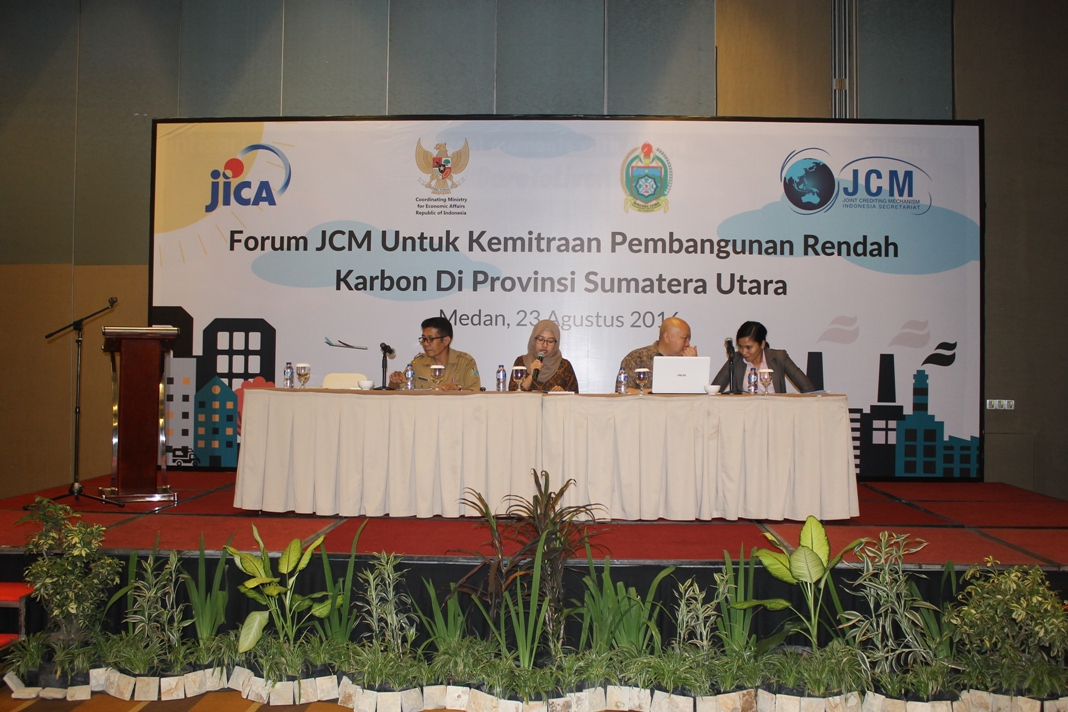 JICA
Coordinating Ministry
for Economic Affairs
Republic of Indonesia
JCM
JOINT CREDITING MECHANISM
INDONESIA SECRETARIAT
Forum JCM Untuk Kemitraan Pembangunan Rendah
Karbon Di Provinsi Sumatera Utara
Medan, 23 Agustus 2016